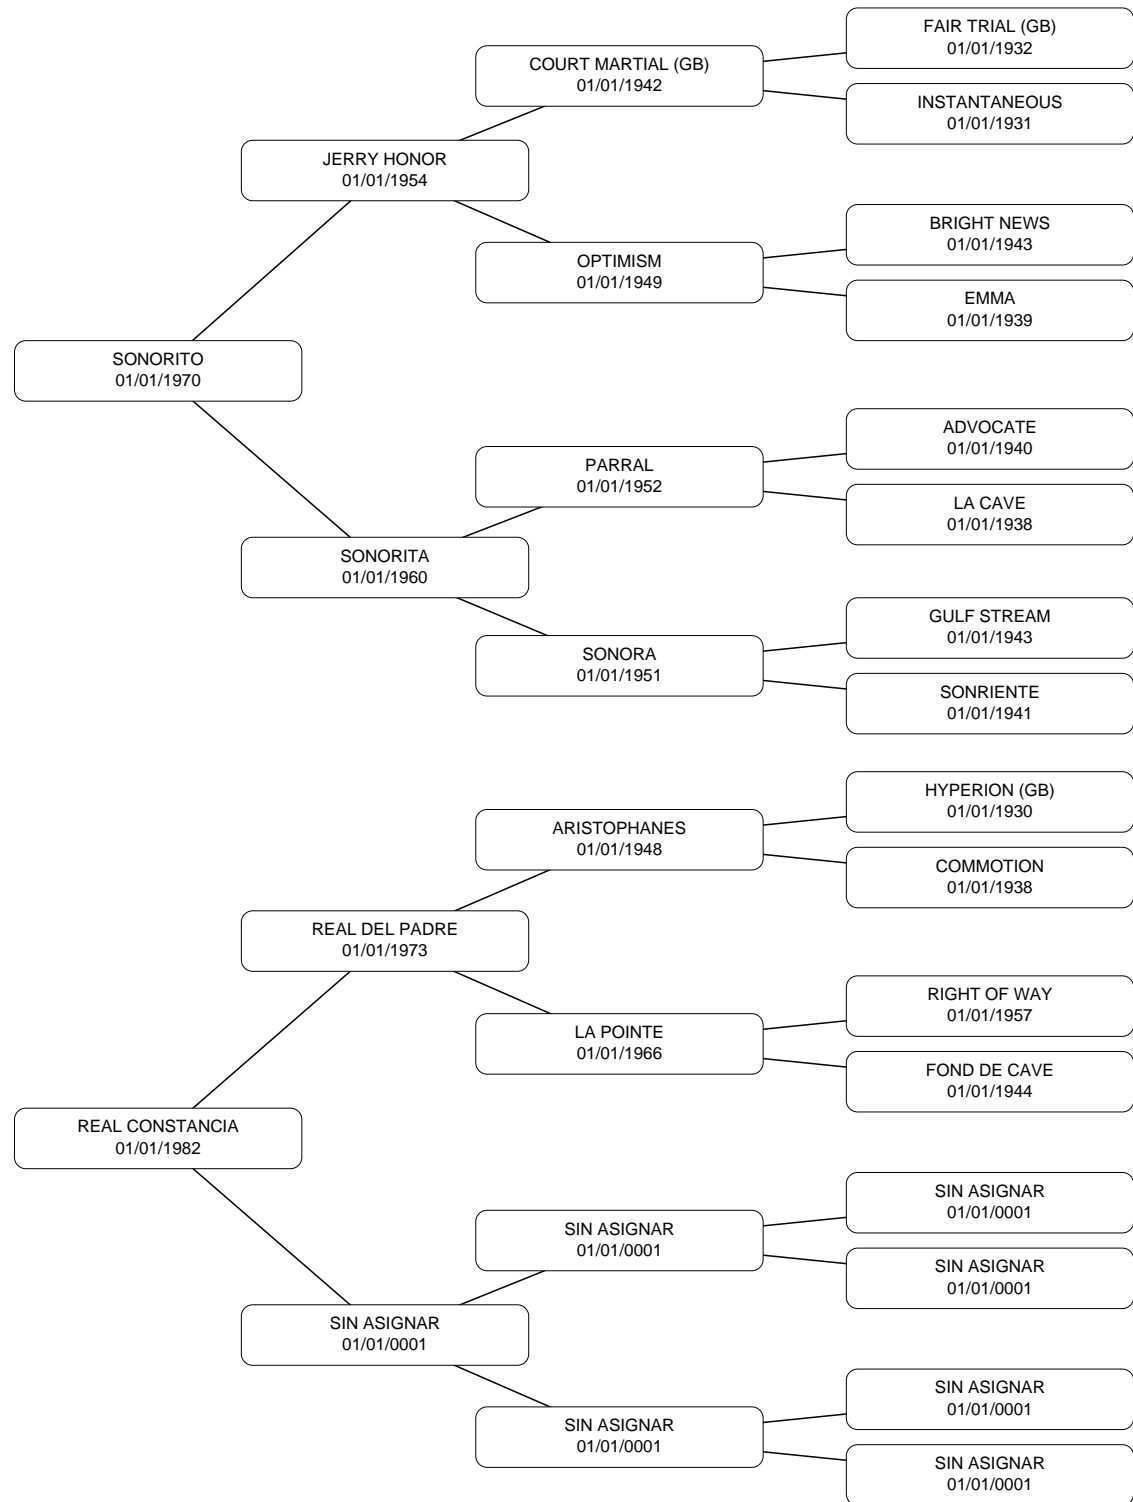 FAIR TRIAL (GB)
01/01/1932
COURT MARTIAL (GB)
01/01/1942
INSTANTANEOUS
01/01/1931
JERRY HONOR
01/01/1954
BRIGHT NEWS
01/01/1943
OPTIMISM
01/01/1949
EMMA
01/01/1939
SONORITO
01/01/1970
ADVOCATE
01/01/1940
PARRAL
01/01/1952
LA CAVE
01/01/1938
SONORITA
01/01/1960
GULF STREAM
01/01/1943
SONORA
01/01/1951
SONRIENTE
01/01/1941
HYPERION (GB)
01/01/1930
ARISTOPHANES
01/01/1948
COMMOTION
01/01/1938
REAL DEL PADRE
01/01/1973
RIGHT OF WAY
01/01/1957
LA POINTE
01/01/1966
FOND DE CAVE
01/01/1944
REAL CONSTANCIA
01/01/1982
SIN ASIGNAR
01/01/0001
SIN ASIGNAR
01/01/0001
SIN ASIGNAR
01/01/0001
SIN ASIGNAR
01/01/0001
SIN ASIGNAR
01/01/0001
SIN ASIGNAR
01/01/0001
SIN ASIGNAR
01/01/0001